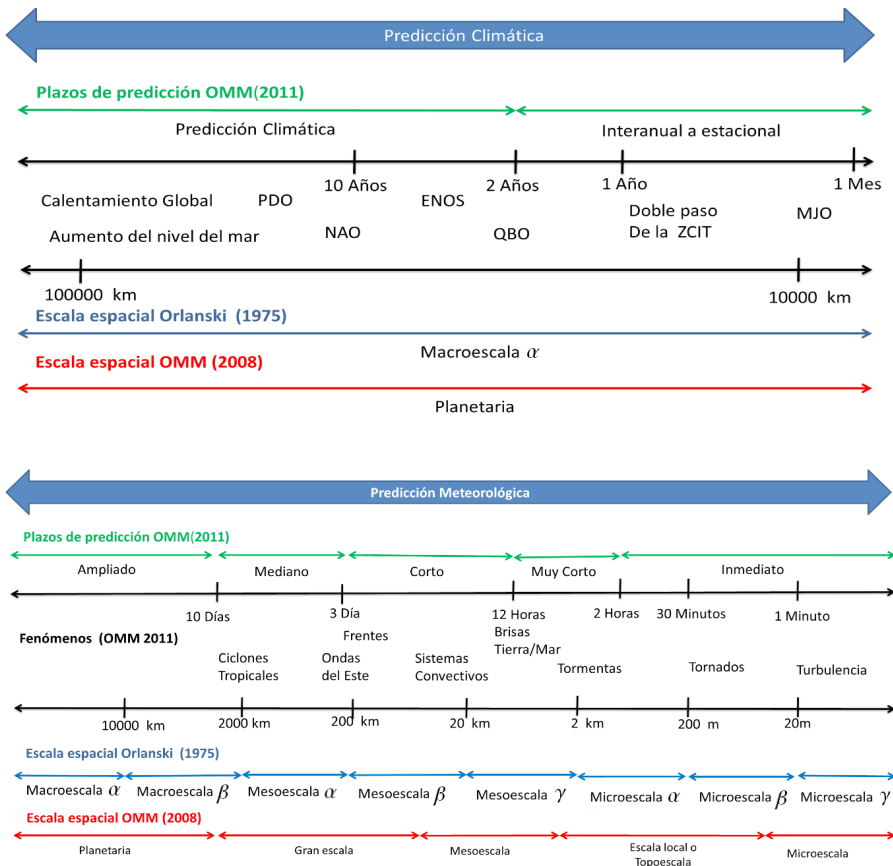 Predicción Climática
Plazos de predicción OMM(2011)
Predicción Climática Interanual a estacional
10 Años 2 Años 1 Año 1 Mes
Calentamiento Global PDO ENOS Doble paso MJO
Aumento del nivel del mar NAO QBO De la ZCIT
100000 km 10000 km
Escala espacial Orlanski (1975)
Macroescala α
Escala espacial OMM (2008)
Planetaria
Predicción Meteorológica
Plazos de predicción OMM(2011)
Ampliado Mediano Corto Muy Corto Inmediato
10 Días 3 Día 12 Horas 2 Horas 30 Minutos 1 Minuto
Fenómenos (OMM 2011) Frentes Brisas
Tierra/Mar
Ciclones Ondas Sistemas Tormentas Tornados Turbulencia
Tropicales del Este Convectivos
10000 km 2000 km 200 km 20 km 2 km 200 m 20m
Escala espacial Orlanski (1975)
Macroescala α Macroescala β Mesoescala α Mesoescala β Mesoescala γ Microescala α Microescala β Microescala γ
Escala espacial OMM (2008)
Planetaria Gran escala Mesoescala Escala local o Microescala
Topoescala